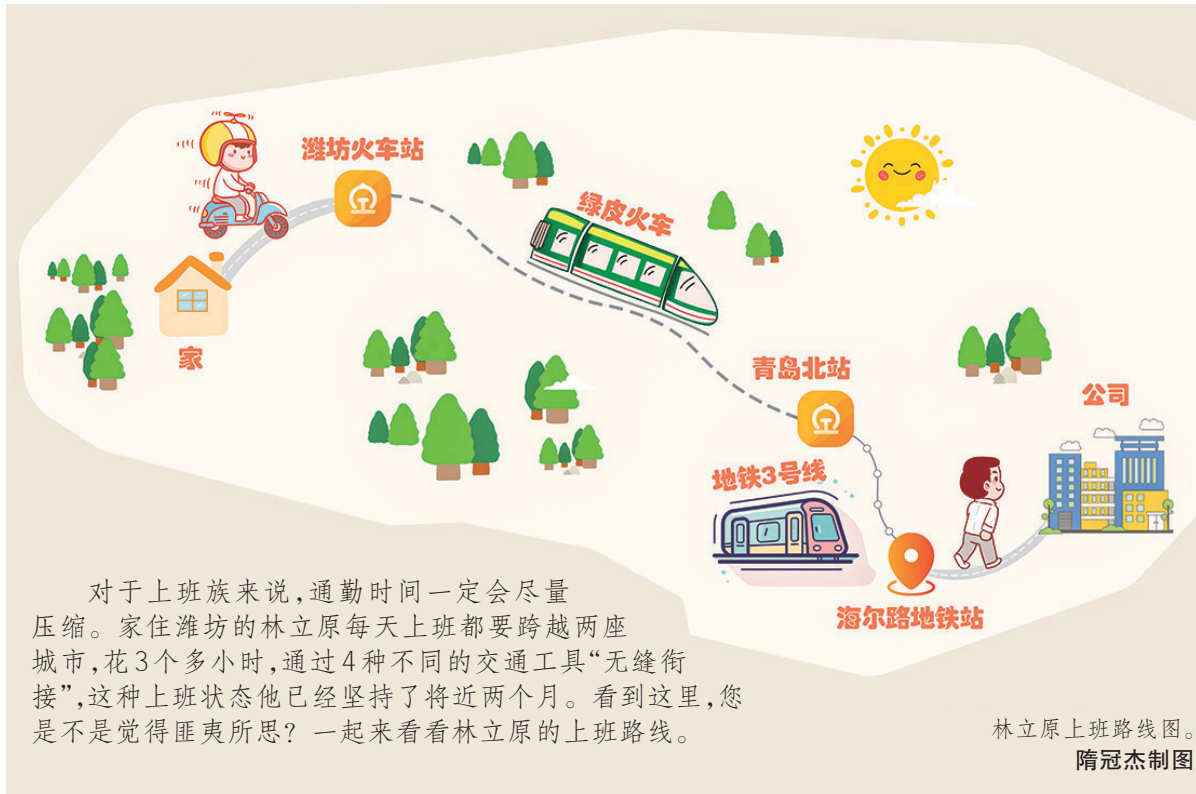 潍坊火车站
绿皮火车
家
青岛北站
公司
地铁3号线
海尔路地铁站
对于上班族来说,通勤时间一定会尽量
压缩。家住潍坊的林立原每天上班都要跨越两座
城市,花3个多小时,通过4种不同的交通工具“无缝衔
接”,这种上班状态他已经坚持了将近两个月。看到这里,您
是不是觉得匪夷所思？一起来看看林立原的上班路线。
林立原上班路线图。
隋冠杰制图